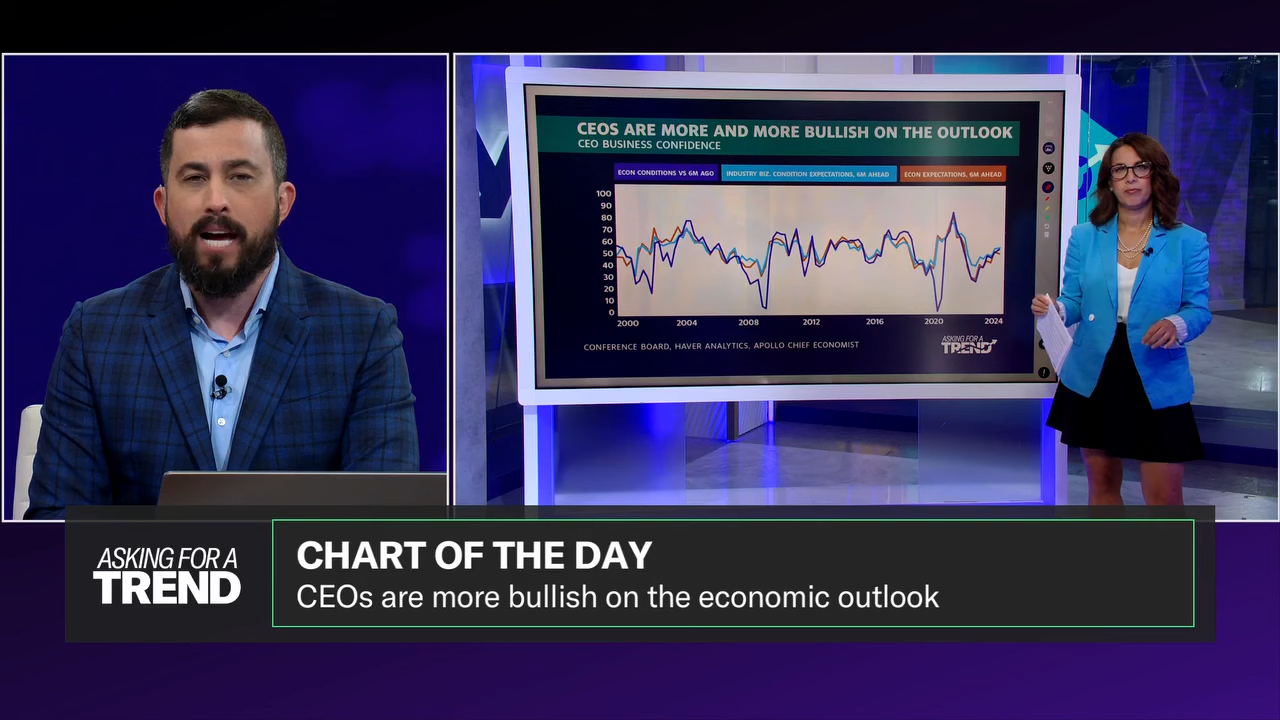 CEOS ARE MORE AND MORE BULLISH ON THE OUTLOOK
CEO BUSINESS CONFIDENCE
ECON CONDITIONS VS 6M AGO
INDUSTRY BIZ. CONDITION EXPECTATIONS, 6M AHEAD
ECON EXPECTATIONS, 6M AHEAD
100
90
80
70
60
50
40
30
20
10
0
2000 2004 2008 2012 2016 2020 2024
CONFERENCE BOARD, HAVER ANALYTICS, APOLLO CHIEF ECONOMIST
ASKING FOR A
TREND
ASKING FOR A
TREND
CHART OF THE DAY
CEOs are more bullish on the economic outlook